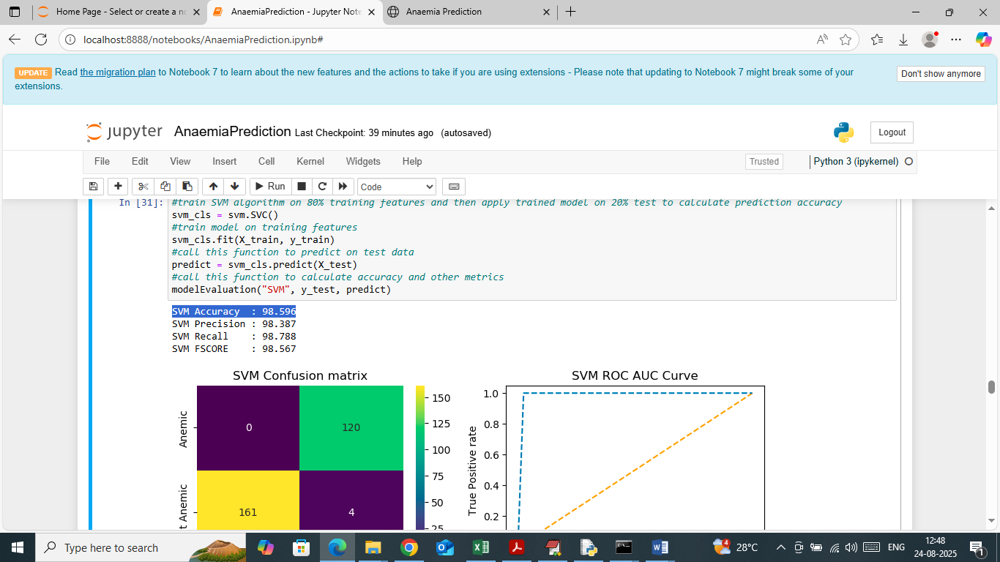 Home Page - Select or create a no
AnaemiaPrediction - Jupyter Note
Anaemia Prediction
localhost:8888/notebooks/AnaemiaPrediction.ipynb#
UPDATE Read the migration plan to Notebook 7 to learn about the new features and the actions to take if you are using extensions - Please note that updating to Notebook 7 might break some of your
extensions.
Don't show anymore
jupyter AnaemiaPrediction Last Checkpoint: 39 minutes ago (autosaved)
Logout
File Edit View Insert Cell Kernel Widgets Help
Trusted
Python 3 (ipykernel)
Run
Code
In [31]: #train SVM algorithm on 80% training features and then apply trained model on 20% test to calculate prediction accuracy
svm_cls = svm.SVC()
#train model on training features
svm_cls.fit(X_train, y_train)
#call this function to predict on test data
predict = svm_cls.predict(X_test)
#call this function to calculate accuracy and other metrics
modelEvaluation("SVM", y_test, predict)
SVM Accuracy : 98.596
SVM Precision : 98.387
SVM Recall : 98.788
SVM FSCORE : 98.567
SVM Confusion matrix
Anemic
t Anemic
0
120
161
4
150
125
100
75
50
25
SVM ROC AUC Curve
True Positive rate
1.0
0.8
0.6
0.4
0.2
Type here to search
4
28°C
ENG
12:48
24-08-2025
1